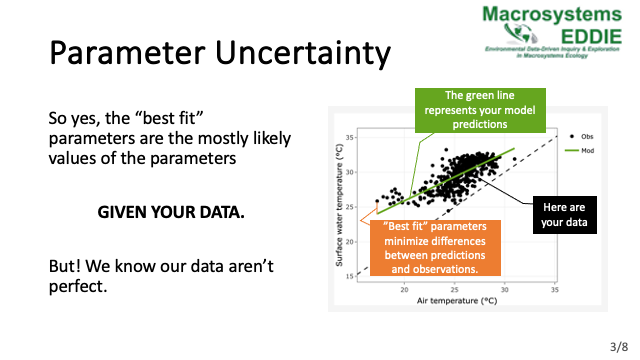 Macrosystems
EDDIE
Environmental Data-Driven Inquiry & Exploration
in Macrosystems Ecology
Parameter Uncertainty
So yes, the “best fit”
parameters are the mostly likely
values of the parameters
GIVEN YOUR DATA.
But! We know our data aren’t
perfect.
The green line
represents your model
predictions
Obs
Mod
Here are
your data
”Best fit” parameters
minimize differences
between predictions
and observations.
Surface water temperature (°C)
35
30
25
20
15
20
25
30
35
Air temperature (°C)
3/8